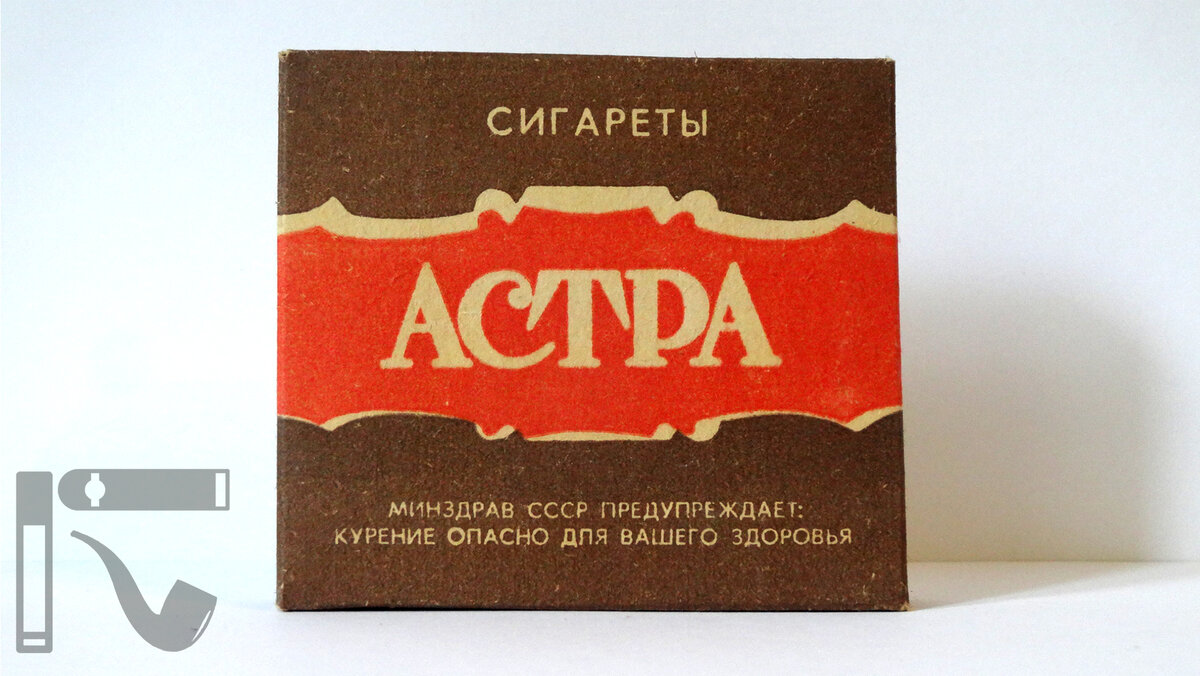 СИГАРЕТЫ
АСТРА
МИНЗДРАВ СССР ПРЕДУПРЕЖДАЕТ:
КУРЕНИЕ ОПАСНО ДЛЯ ВАШЕГО ЗДОРОВЬЯ